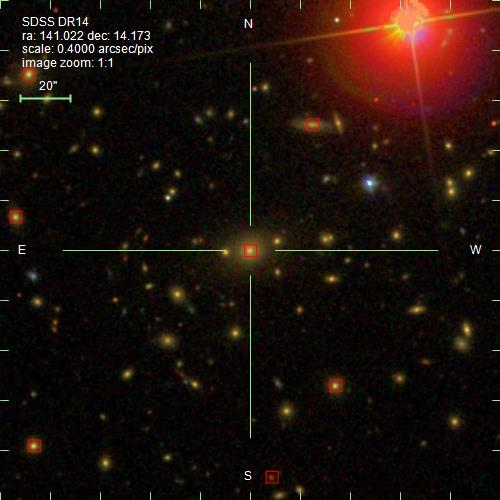 SDSS DR14
ra: 141.022 dec: 14.173
scale: 0.4000 arcsec/pix
image zoom: 1:1
20"
N
E
W
S